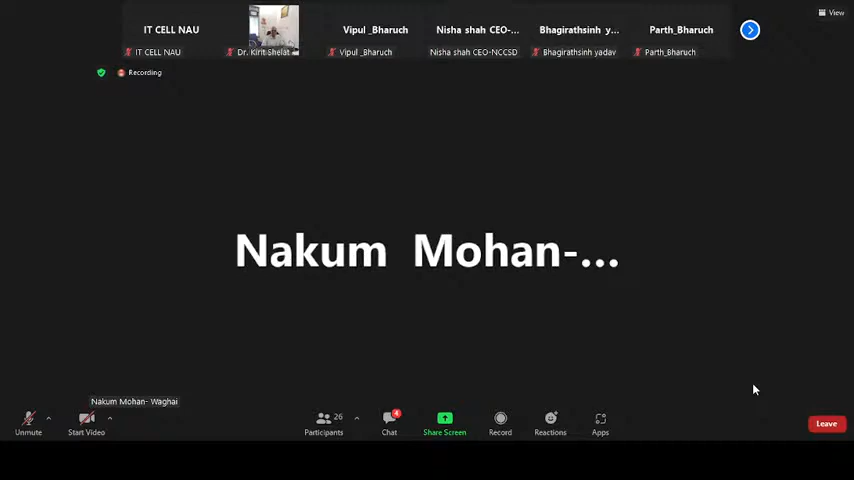 View
IT CELL NAU
Vipul _Bharuch
Nisha shah CEO-...
Bhagirathsinh y...
Parth_Bharuch
IT CELL NAU
Dr. Kirit Shelat
Vipul _Bharuch
Nisha shah CEO-NCCSD
Bhagirathsinh yadav
Parth_Bharuch
Recording
Nakum Mohan-...
Nakum Mohan- Waghai
26
4
Unmute
Start Video
Participants
Chat
Share Screen
Record
Reactions
Apps
Leave